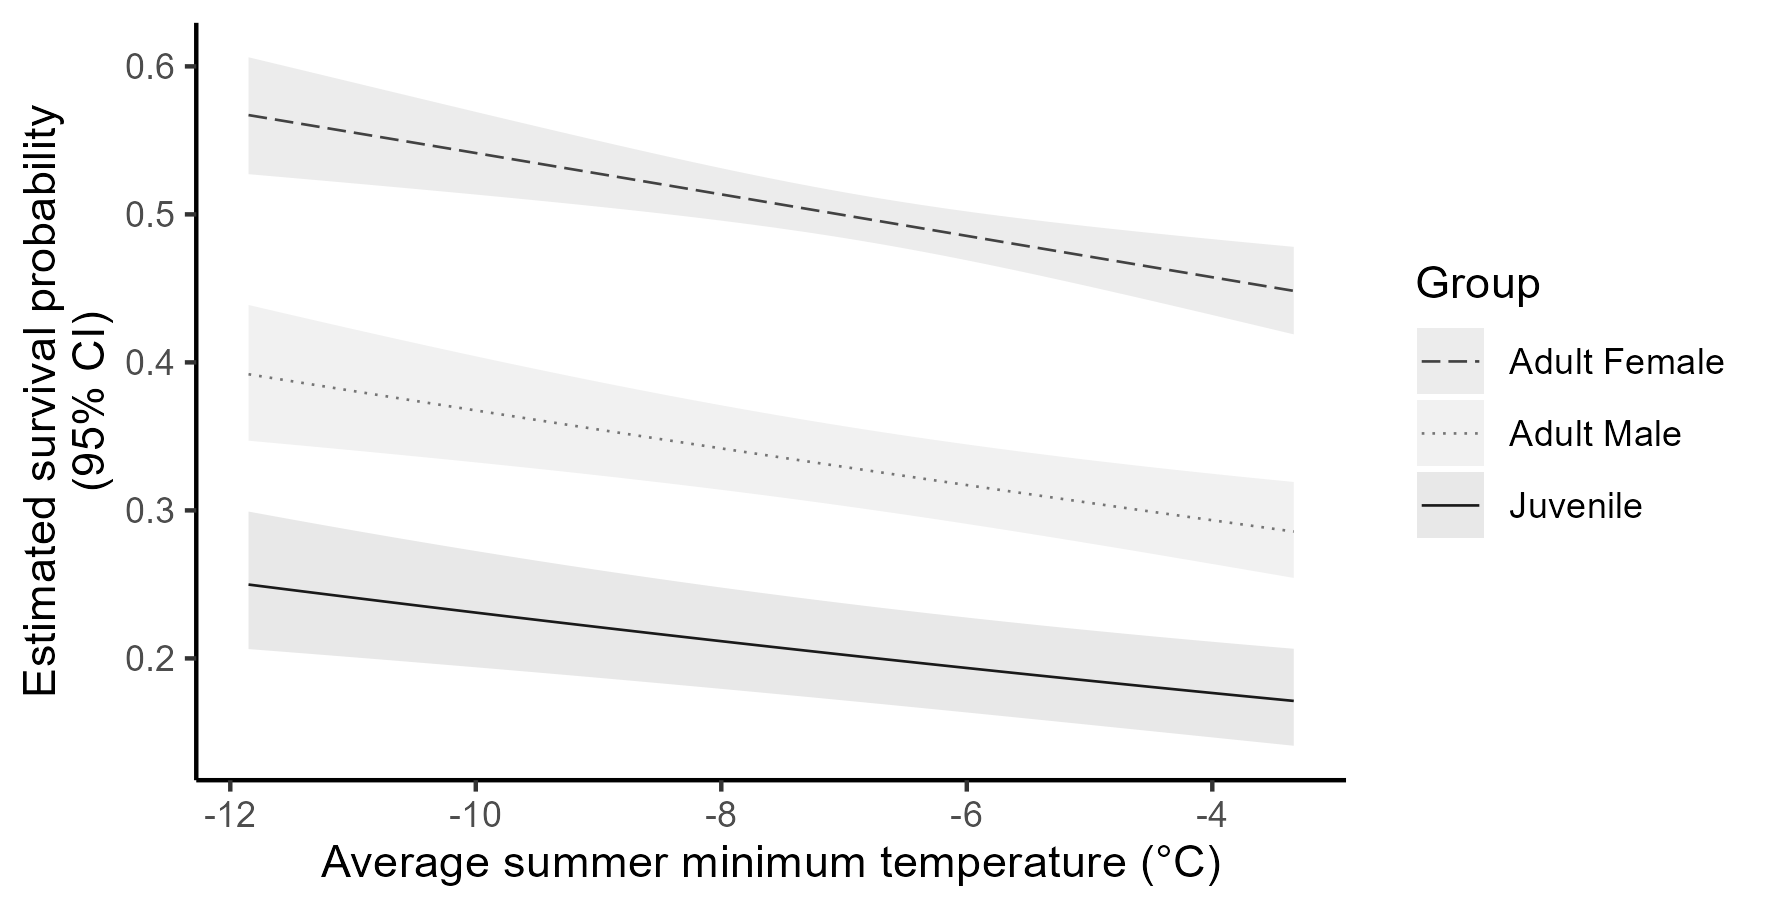 Estimated survival probability
(95% CI)
0.6
0.5
0.4
0.3
0.2
-12
-10
-8
-6
-4
Average summer minimum temperature (°C)
Group
Adult Female
Adult Male
Juvenile